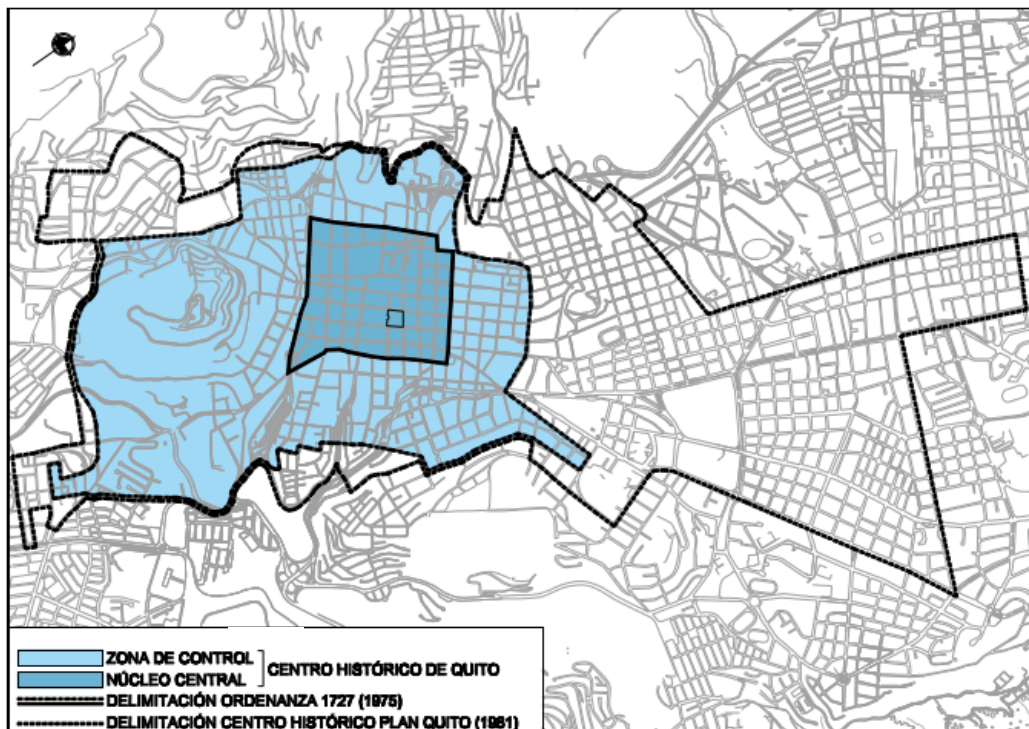 ZONA DE CONTROL
NÚCLEO CENTRAL
CENTRO HISTÓRICO DE QUITO
DELIMITACIÓN ORDENANZA 1727 (1975)
DELIMITACIÓN CENTRO HISTÓRICO PLAN QUITO (1981)